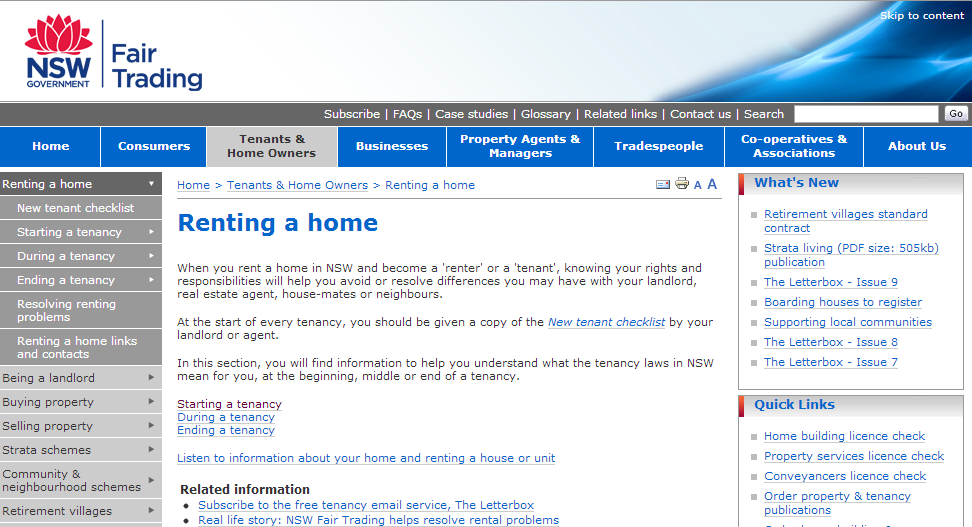 Skip to content
NSW
GOVERNMENT
Fair
Trading
Subscribe | FAQs | Case studies | Glossary | Related links | Contact us | Search
Go
Home
Consumers
Tenants &
Home Owners
Businesses
Property Agents &
Managers
Tradespeople
Co-operatives &
Associations
About Us
Renting a home
New tenant checklist
Starting a tenancy
During a tenancy
Ending a tenancy
Resolving renting
problems
Renting a home links
and contacts
Being a landlord
Buying property
Selling property
Strata schemes
Community &
neighbourhood schemes
Retirement villages
Home > Tenants & Home Owners > Renting a home
A A
Renting a home
When you rent a home in NSW and become a 'renter' or a 'tenant', knowing your rights and
responsibilities will help you avoid or resolve differences you may have with your landlord,
real estate agent, house-mates or neighbours.
At the start of every tenancy, you should be given a copy of the New tenant checklist by your
landlord or agent.
In this section, you will find information to help you understand what the tenancy laws in NSW
mean for you, at the beginning, middle or end of a tenancy.
Starting a tenancy
During a tenancy
Ending a tenancy
Listen to information about your home and renting a house or unit
Related information
Subscribe to the free tenancy email service, The Letterbox
Real life story: NSW Fair Trading helps resolve rental problems
What's New
Retirement villages standard
contract
Strata living (PDF size: 505kb)
publication
The Letterbox - Issue 9
Boarding houses to register
Supporting local communities
The Letterbox - Issue 8
The Letterbox - Issue 7
Quick Links
Home building licence check
Property services licence check
Conveyancers licence check
Order property & tenancy
publications